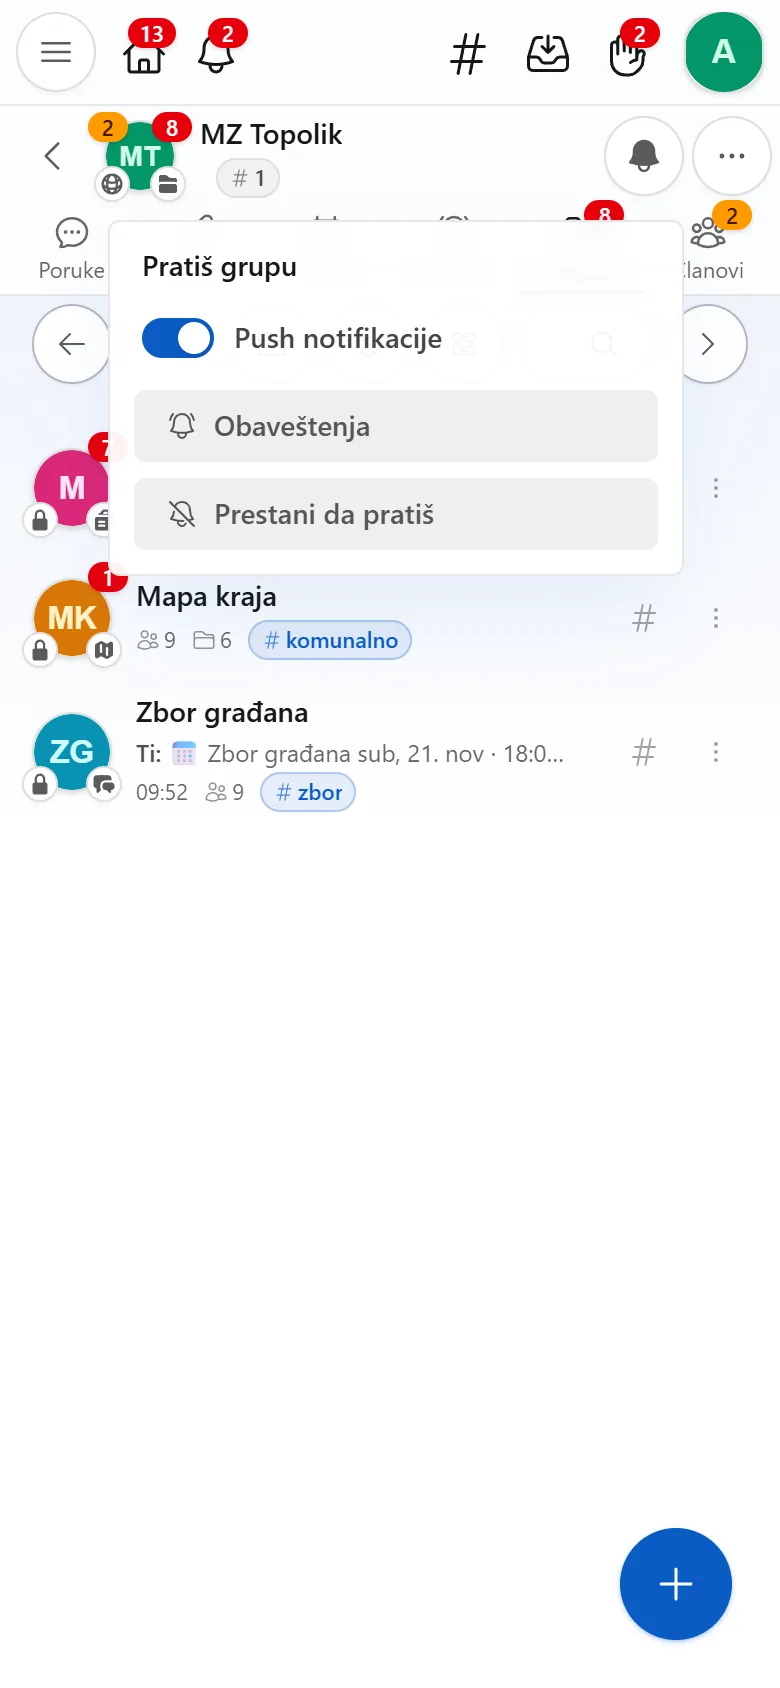 13
2
#
2
A
2
8
MT
MZ Topolik
# 1
Poruke
8
2
Pratiš grupu
Push notifikacije
Obaveštenja
Prestani da pratiš
7
M
1
MK
Mapa kraja
#
9
6
# komunalno
ZG
Zbor građana
Ti: Zbor građana sub, 21. nov · 18:0...
#
09:52
9
# zbor